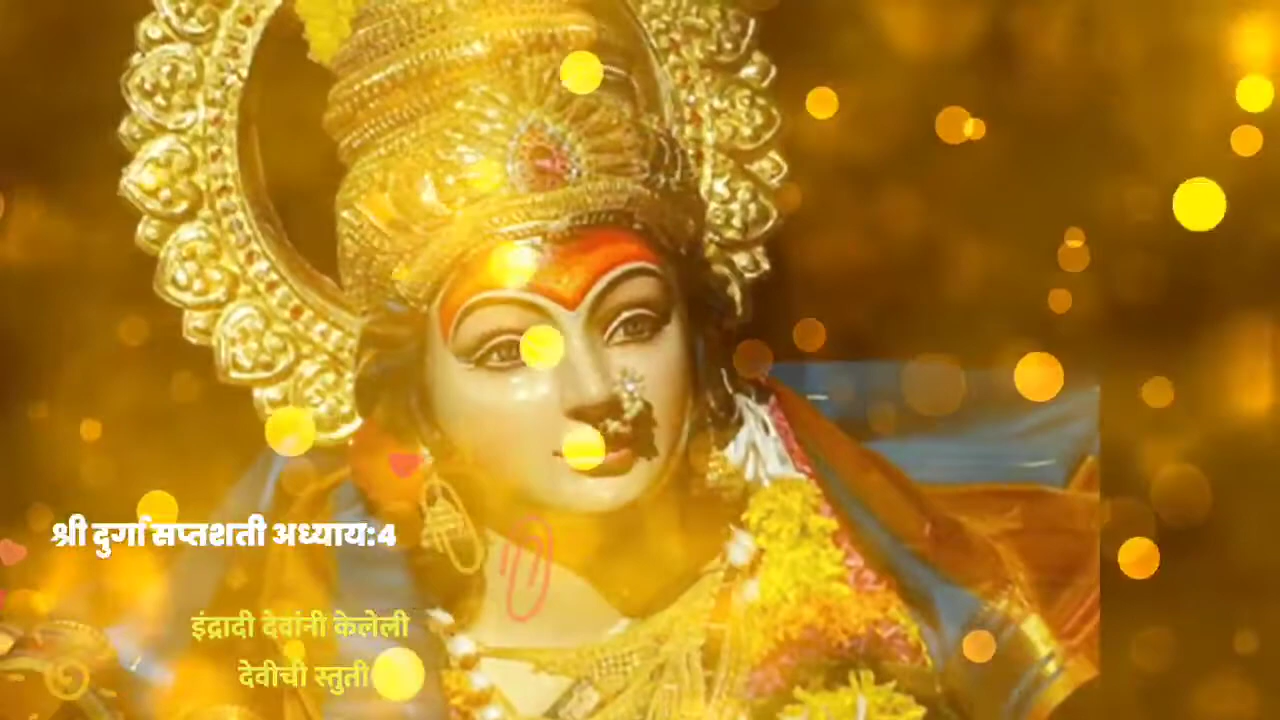 श्री दुर्गा सप्तशती अध्याय:4
इंद्रादी देवांनी केलेली
देवीची स्तुती